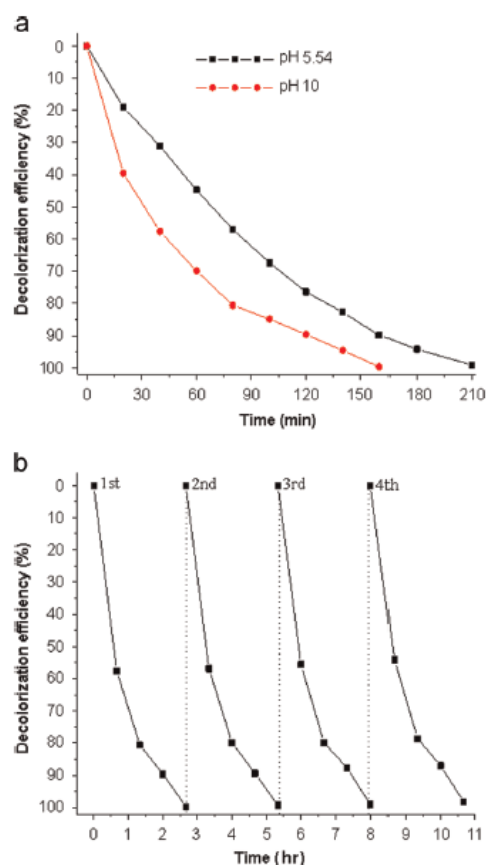 a
pH 5.54
pH 10
0
10
20
30
40
50
60
70
80
90
100
Decolorization efficiency (%)
0 30 60 90 120 150 180 210
Time (min)
b
1st 2nd 3rd 4th
0
10
20
30
40
50
60
70
80
90
100
Decolorization efficiency (%)
0 1 2 3 4 5 6 7 8 9 10 11
Time (hr)